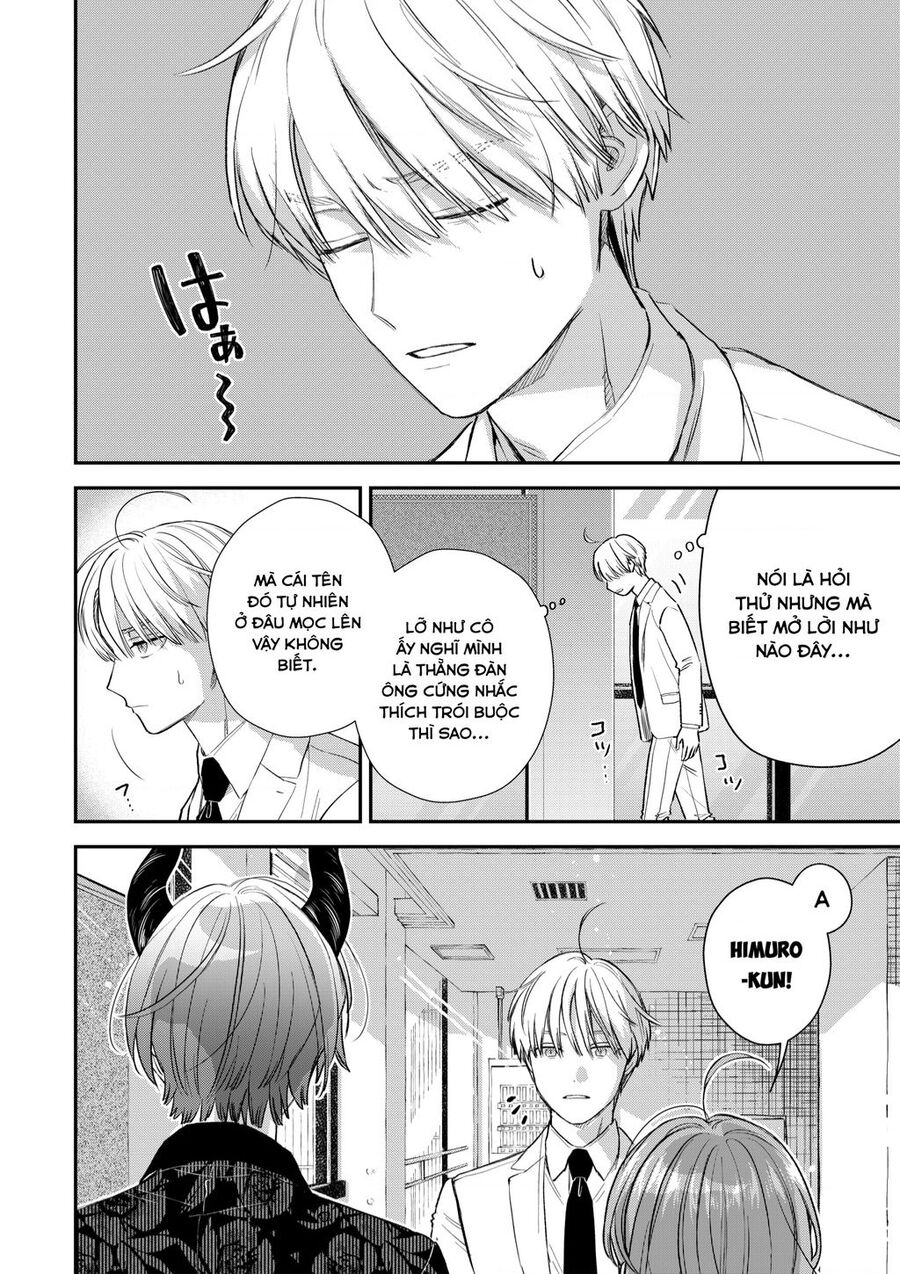 はぁ〜
NÓI LÀ HỎI
THỬ NHƯNG MÀ
BIẾT MỞ LỜI NHƯ
NÀO ĐÂY...
コツ
コツ
LỠ NHƯ CÔ
ẤY NGHĨ MÌNH
LÀ THẰNG ĐÀN
ÔNG CỨNG NHẮC
THÍCH TRÓI BUỘC
THÌ SAO...
MÀ CÁI TÊN
ĐÓ TỰ NHIÊN
Ở ĐÂU MỌC LÊN
VẬY KHÔNG
BIẾT.
A
HIMURO
-KUN!